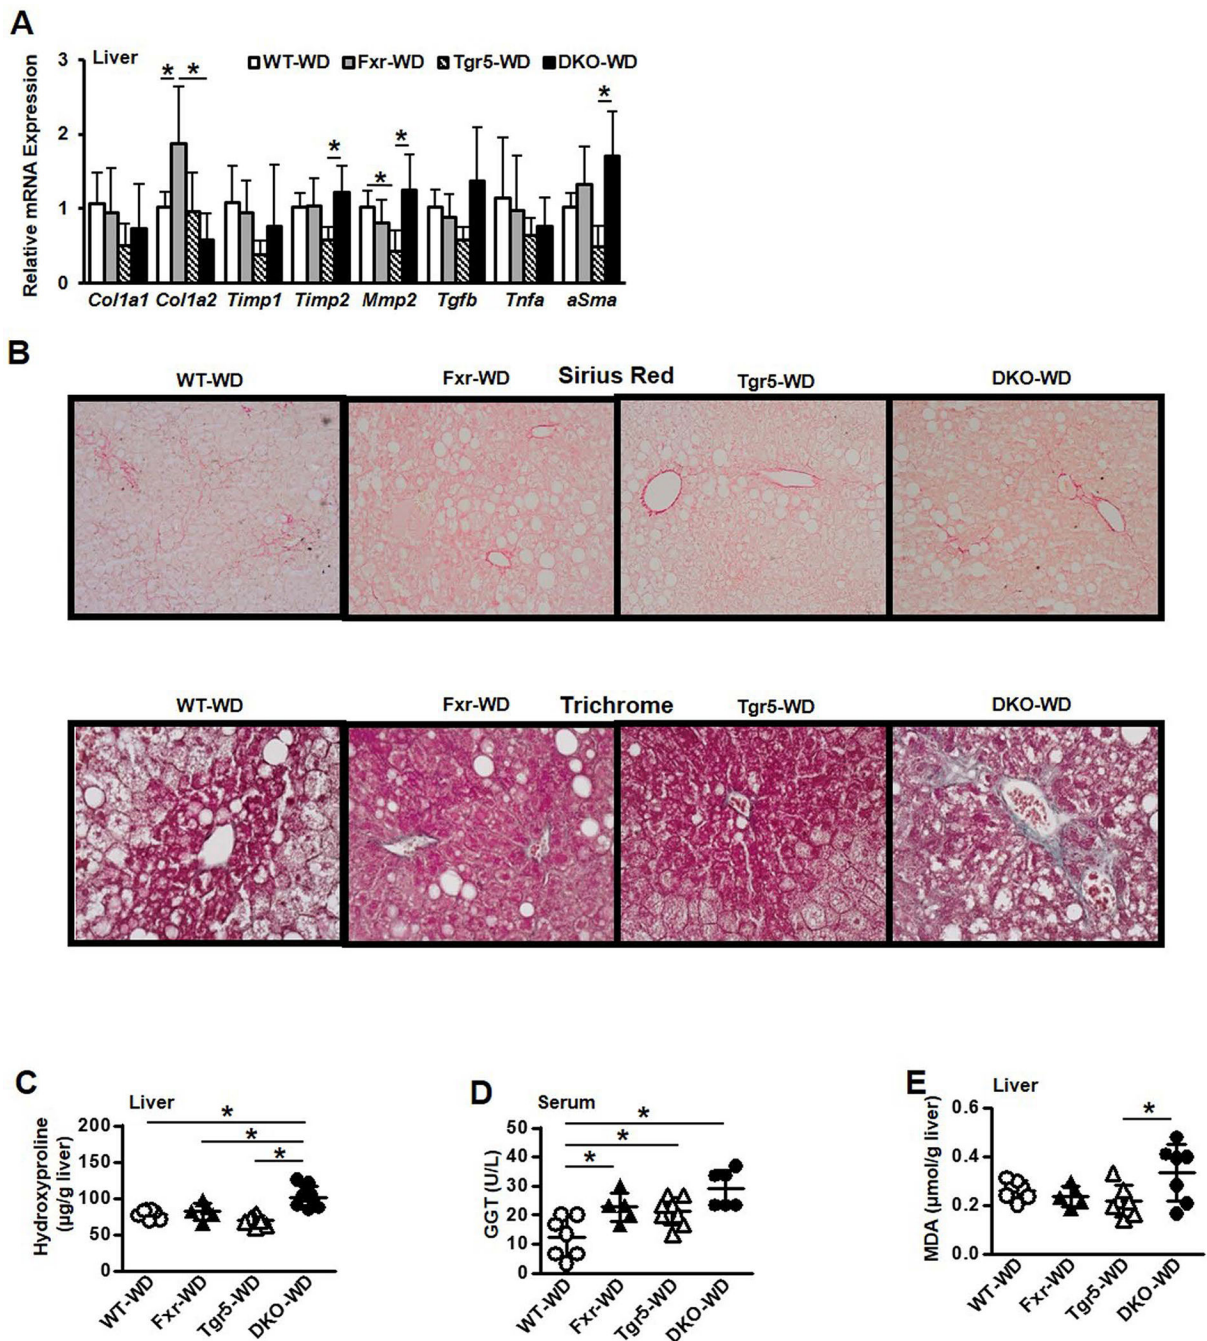 A
Liver
WT-WD Fxr-WD Tgr5-WD DKO-WD
Relative mRNA Expression
3
2
1
0
* * * * * *
Col1a1 Col1a2 Timp1 Timp2 Mmp2 Tgfb Tnfa aSma
B
Sirius Red
WT-WD Fxr-WD Tgr5-WD DKO-WD
Trichrome
WT-WD Fxr-WD Tgr5-WD DKO-WD
C
Liver
Hydroxyproline
(µg/g liver)
200
150
100
50
0
* * *
WT-WD Fxr-WD Tgr5-WD DKO-WD
D
Serum
GGT (U/L)
50
40
30
20
10
0
* * *
WT-WD Fxr-WD Tgr5-WD DKO-WD
E
Liver
MDA (µmol/g liver)
0.6
0.4
0.2
0.0
*
WT-WD Fxr-WD Tgr5-WD DKO-WD